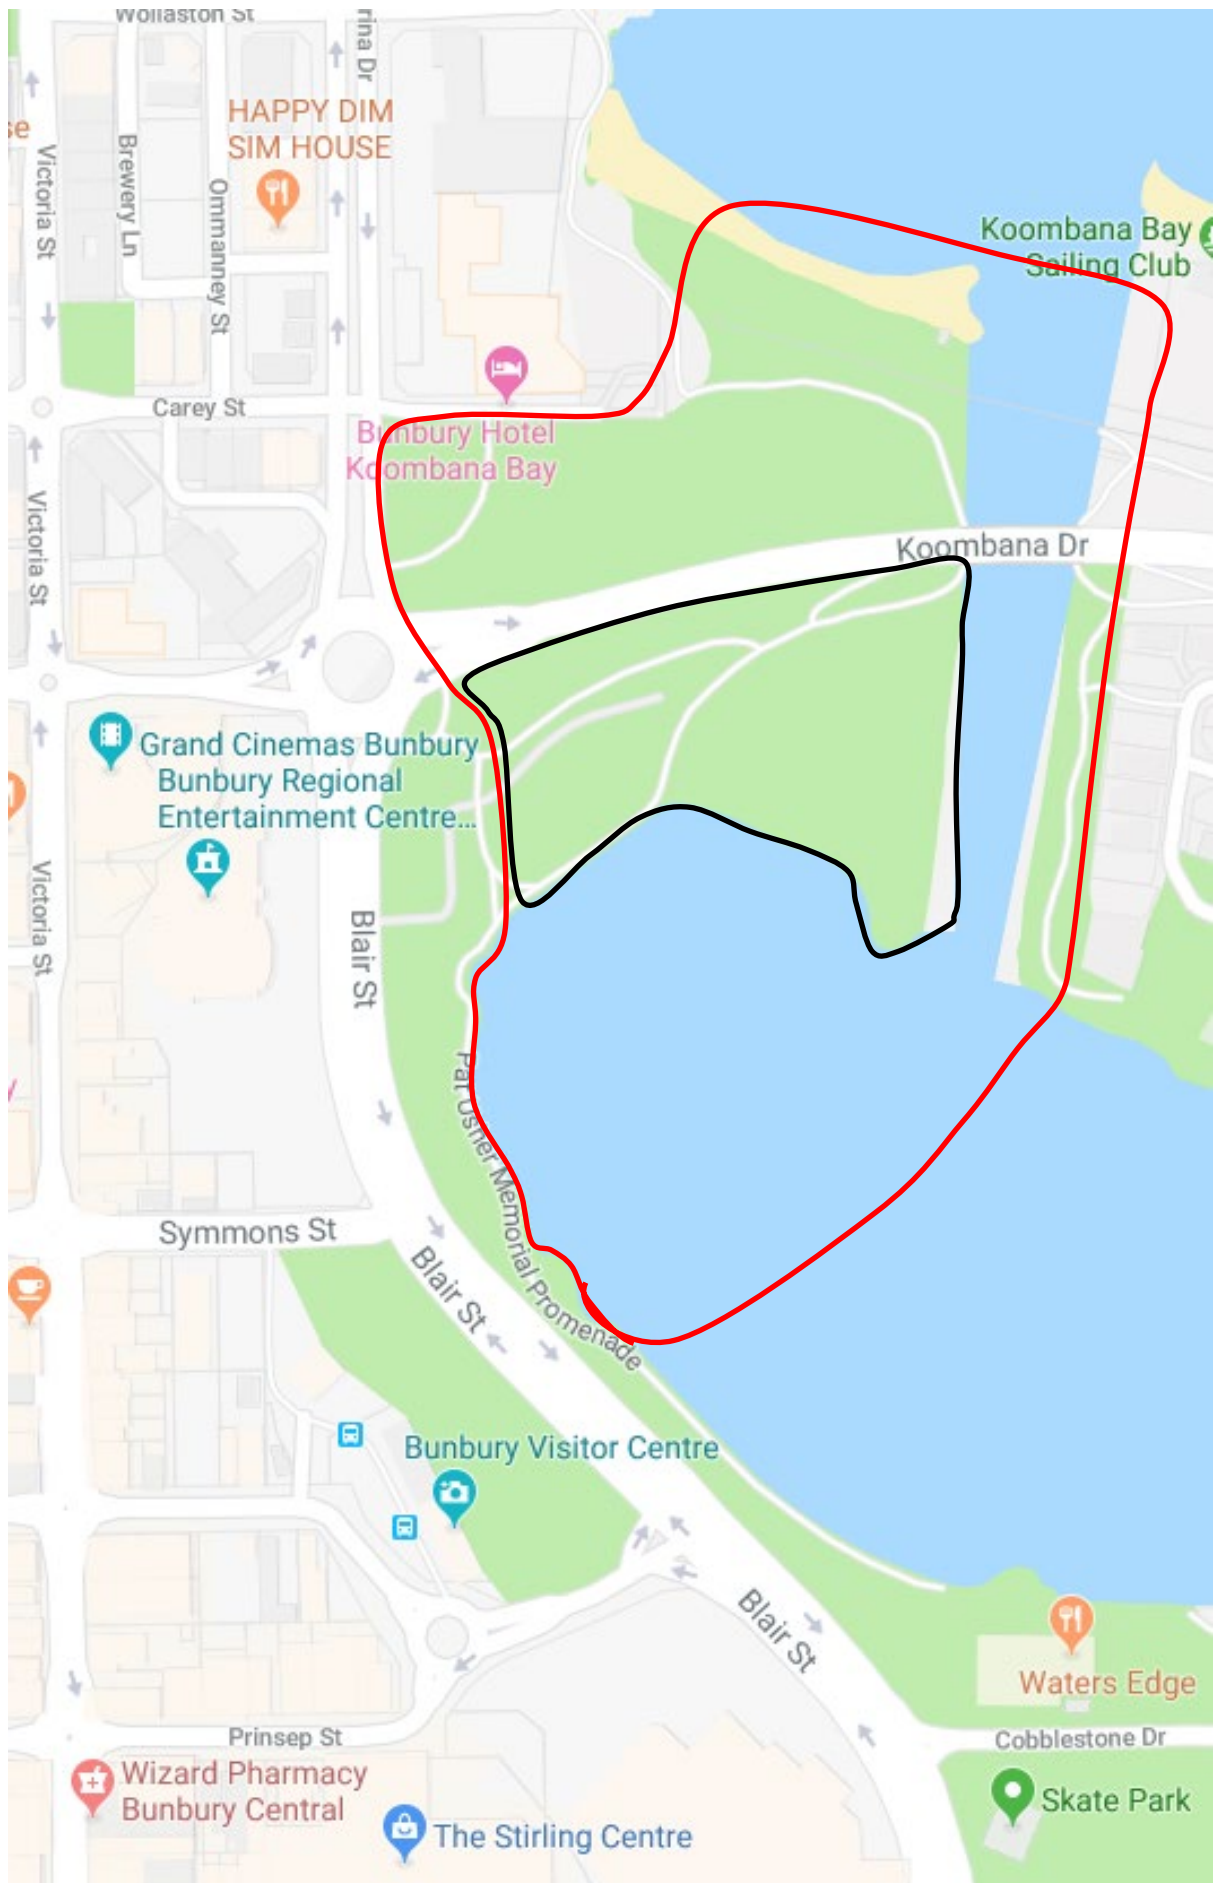 Wollaston St
rina Dr
HAPPY DIM
SIM HOUSE
se
Victoria St
Brewery Ln
Ommanney St
Koombana Bay
Sailing Club
Carey St
Bunbury Hotel
Koombana Bay
Victoria St
Koombana Dr
Grand Cinemas Bunbury
Bunbury Regional
Entertainment Centre...
Victoria St
Blair St
Pat Usher Memorial Promenade
y
Symmons St
Blair St
Bunbury Visitor Centre
Blair St
Waters Edge
Prinsep St
Cobblestone Dr
Wizard Pharmacy
Bunbury Central
Skate Park
The Stirling Centre